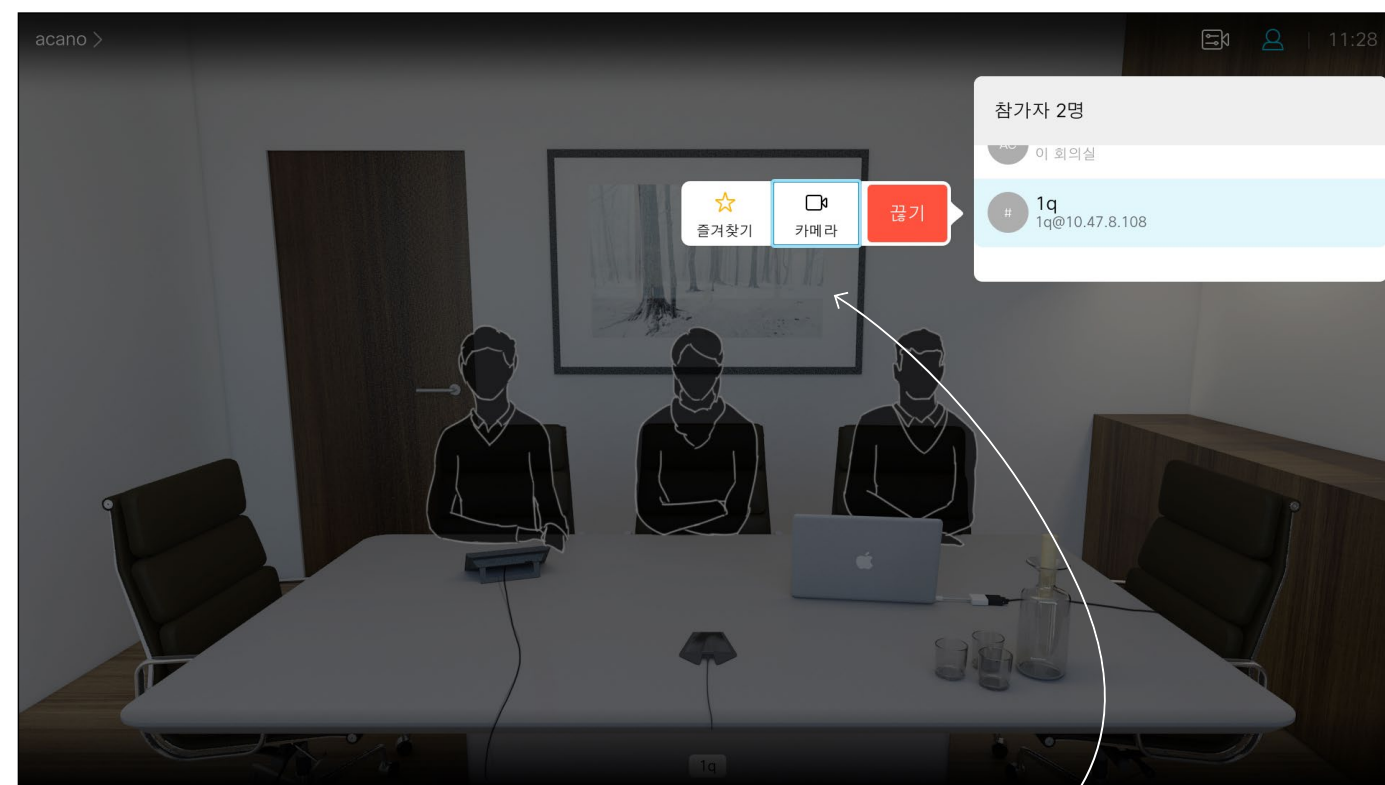 acano >
11:28
참가자 2명
이 회의실
즐겨찾기
카메라
끊기
#
1q
1q@10.47.8.108
1q